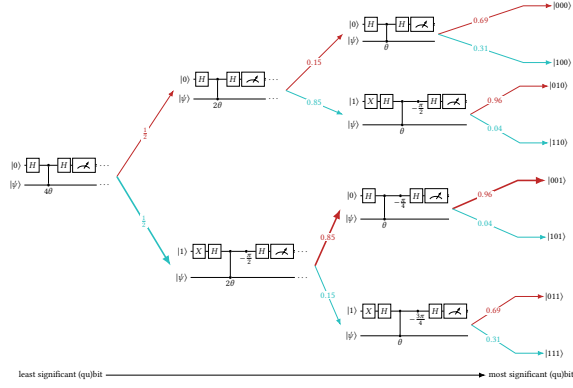 |0⟩ H H 0.69 |000⟩
|ψ⟩ θ
0.31 |100⟩
0.15
|0⟩ H H ···
|ψ⟩ 2θ ···
0.85
|1⟩ X H −π/2 H 0.96 |010⟩
|ψ⟩ θ
0.04 |110⟩
1/2
|0⟩ H H ···
|ψ⟩ 4θ ···
1/2
|0⟩ H −π/4 H 0.96 |001⟩
|ψ⟩ θ
0.04 |101⟩
0.85
|1⟩ X H −π/2 H ···
|ψ⟩ 2θ ···
0.15
|1⟩ X H −3π/4 H 0.69 |011⟩
|ψ⟩ θ
0.31 |111⟩
least significant (qu)bit most significant (qu)bit